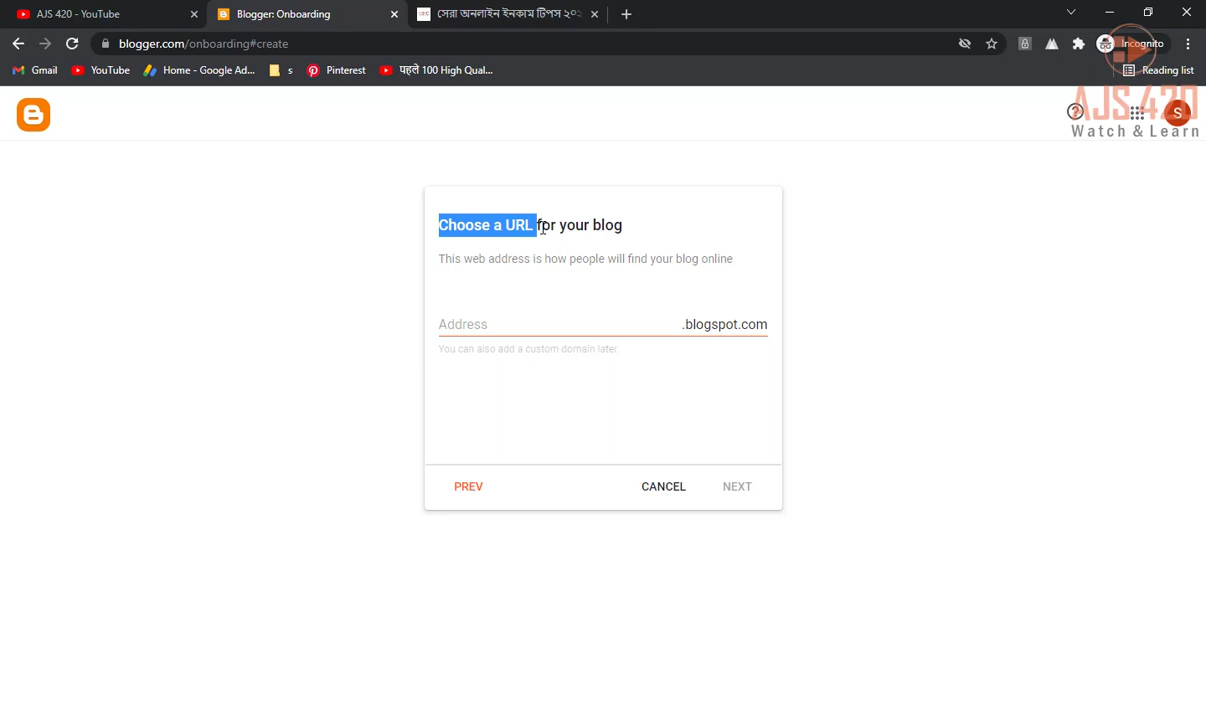 AJS 420 - YouTube
Blogger: Onboarding
সেরা অনলাইন ইনকাম টিপস ২০২
blogger.com/onboarding#create
Incognito
Gmail
YouTube
Home - Google Ad...
s
Pinterest
पहले 100 High Qual...
Reading list
AJS 420
Watch & Learn
S
Choose a URL for your blog
This web address is how people will find your blog online
Address
.blogspot.com
You can also add a custom domain later
PREV
CANCEL
NEXT